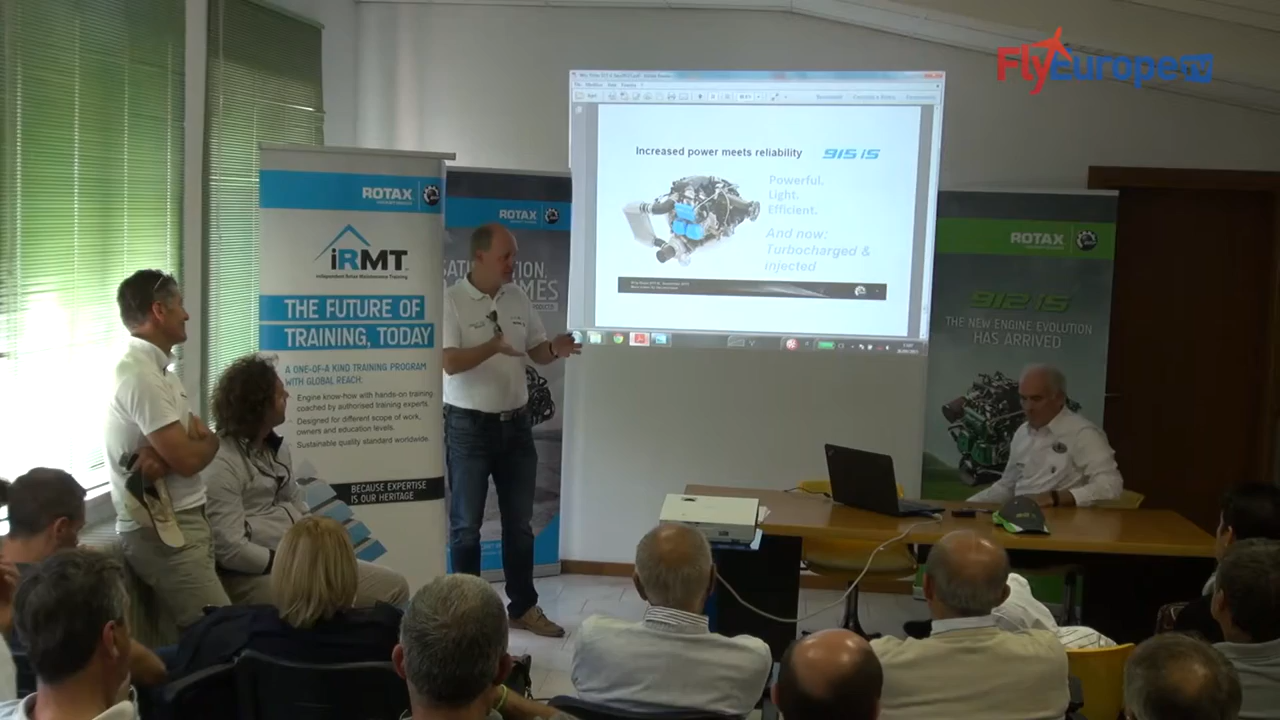 FlyEurope TV
ROTAX
iRMT
Independent Rotax Maintenance Training
THE FUTURE OF
TRAINING, TODAY
A ONE-OF-A KIND TRAINING PROGRAM
WITH GLOBAL REACH:
Engine know-how with hands-on training
coached by authorised training experts.
Designed for different scope of work,
owners and education levels.
Sustainable quality standard worldwide.
BECAUSE EXPERTISE
IS OUR HERITAGE
ROTAX
Increased power meets reliability 915 iS
Powerful.
Light.
Efficient.
And now:
Turbocharged &
injected
ROTAX
912 iS
THE NEW ENGINE EVOLUTION
HAS ARRIVED